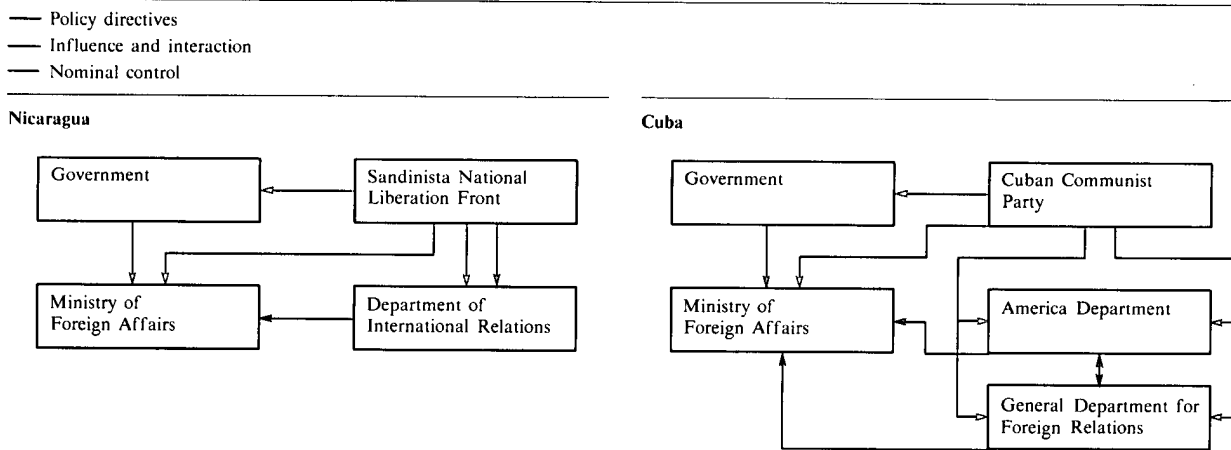 Policy directives
Influence and interaction
Nominal control
Nicaragua
Government
Sandinista National
Liberation Front
Ministry of
Foreign Affairs
Department of
International Relations
Cuba
Government
Cuban Communist
Party
Ministry of
Foreign Affairs
America Department
General Department for
Foreign Relations